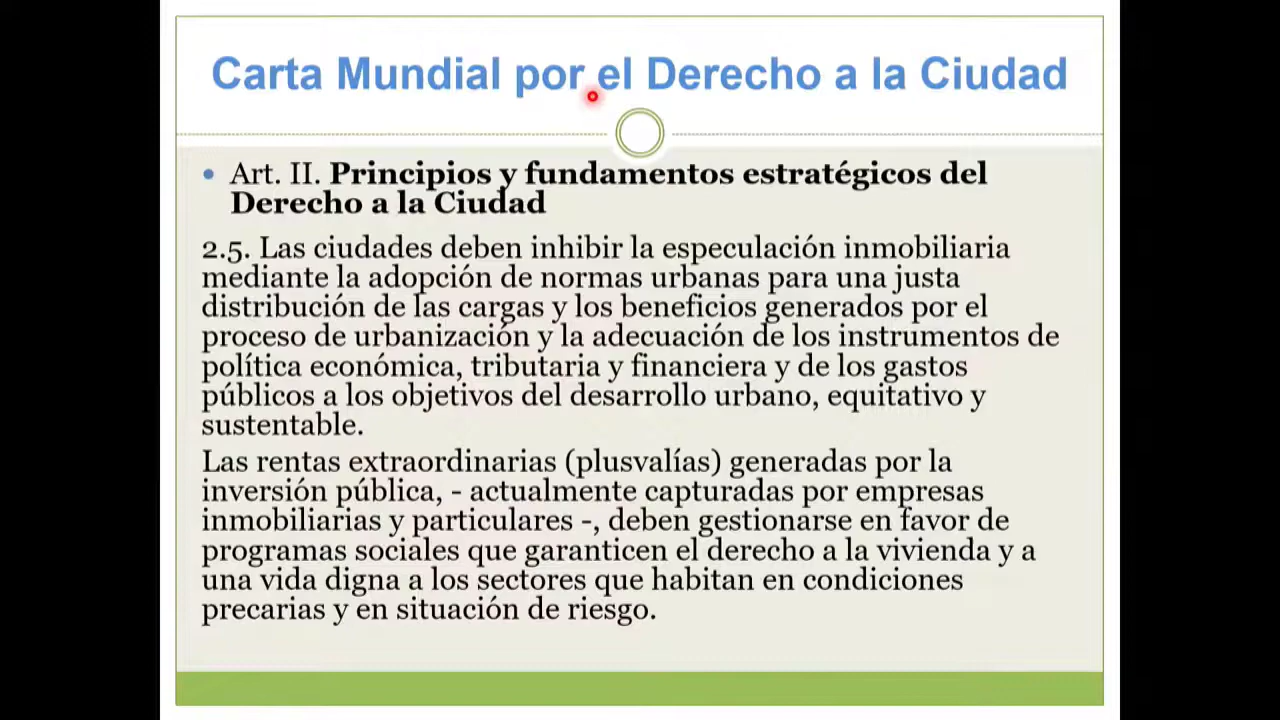 Carta Mundial por el Derecho a la Ciudad
• Art. II. Principios y fundamentos estratégicos del
Derecho a la Ciudad
2.5. Las ciudades deben inhibir la especulación inmobiliaria
mediante la adopción de normas urbanas para una justa
distribución de las cargas y los beneficios generados por el
proceso de urbanización y la adecuación de los instrumentos de
política económica, tributaria y financiera y de los gastos
públicos a los objetivos del desarrollo urbano, equitativo y
sustentable.
Las rentas extraordinarias (plusvalías) generadas por la
inversión pública, - actualmente capturadas por empresas
inmobiliarias y particulares -, deben gestionarse en favor de
programas sociales que garanticen el derecho a la vivienda y a
una vida digna a los sectores que habitan en condiciones
precarias y en situación de riesgo.